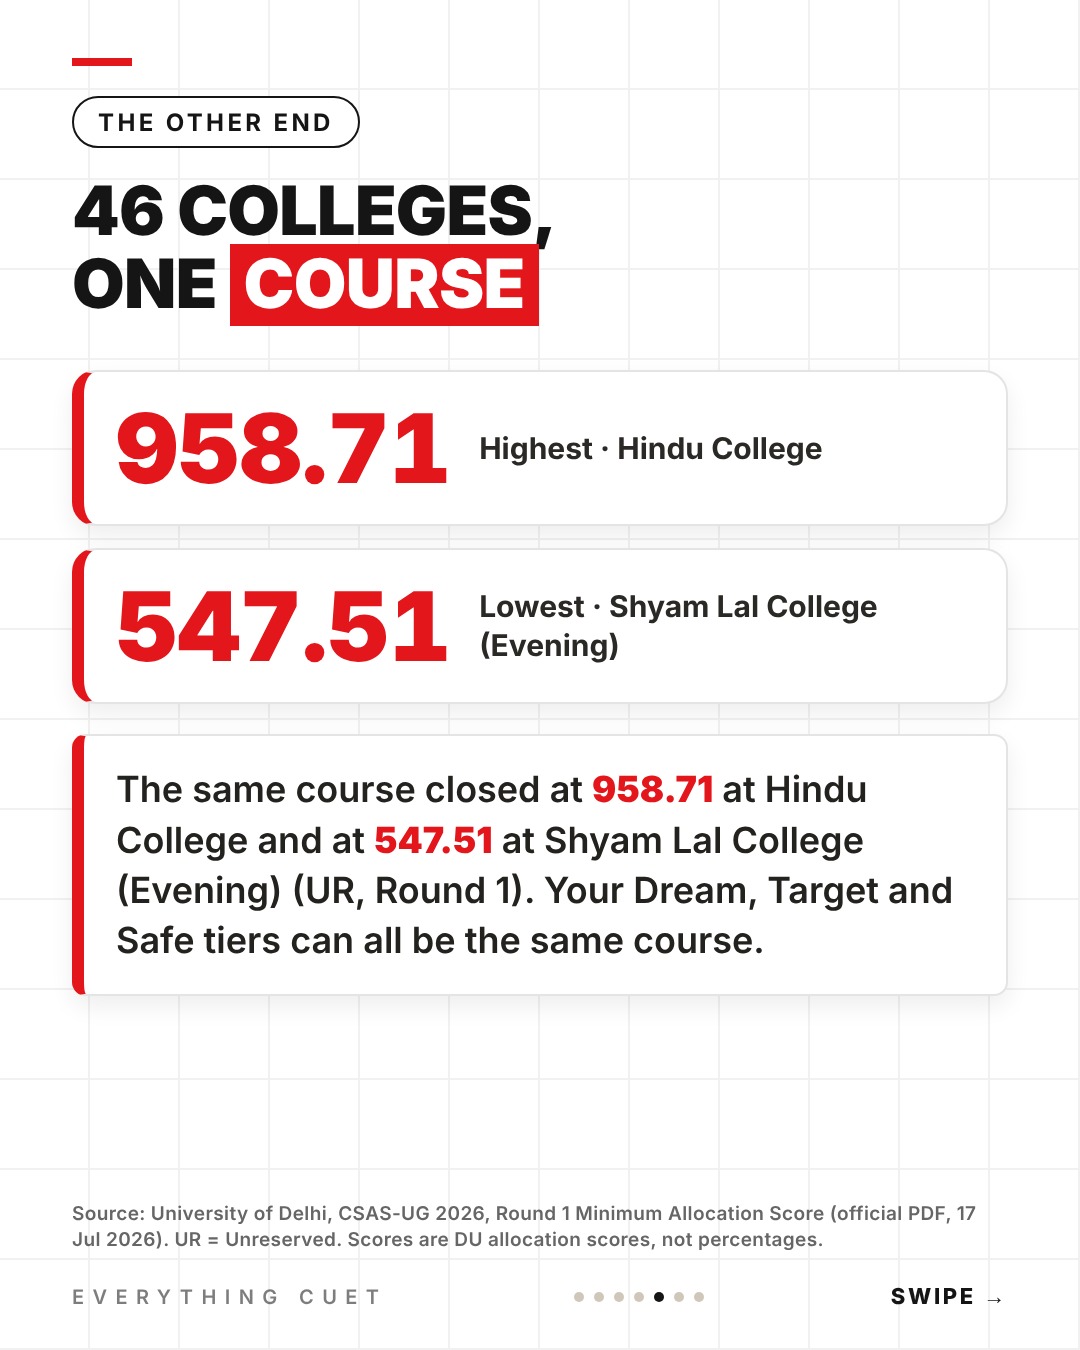 THE OTHER END
46 COLLEGES,
ONE COURSE
958.71
Highest · Hindu College
547.51
Lowest · Shyam Lal College
(Evening)
The same course closed at 958.71 at Hindu
College and at 547.51 at Shyam Lal College
(Evening) (UR, Round 1). Your Dream, Target and
Safe tiers can all be the same course.
Source: University of Delhi, CSAS-UG 2026, Round 1 Minimum Allocation Score (official PDF, 17
Jul 2026). UR = Unreserved. Scores are DU allocation scores, not percentages.
EVERYTHING CUET
SWIPE →